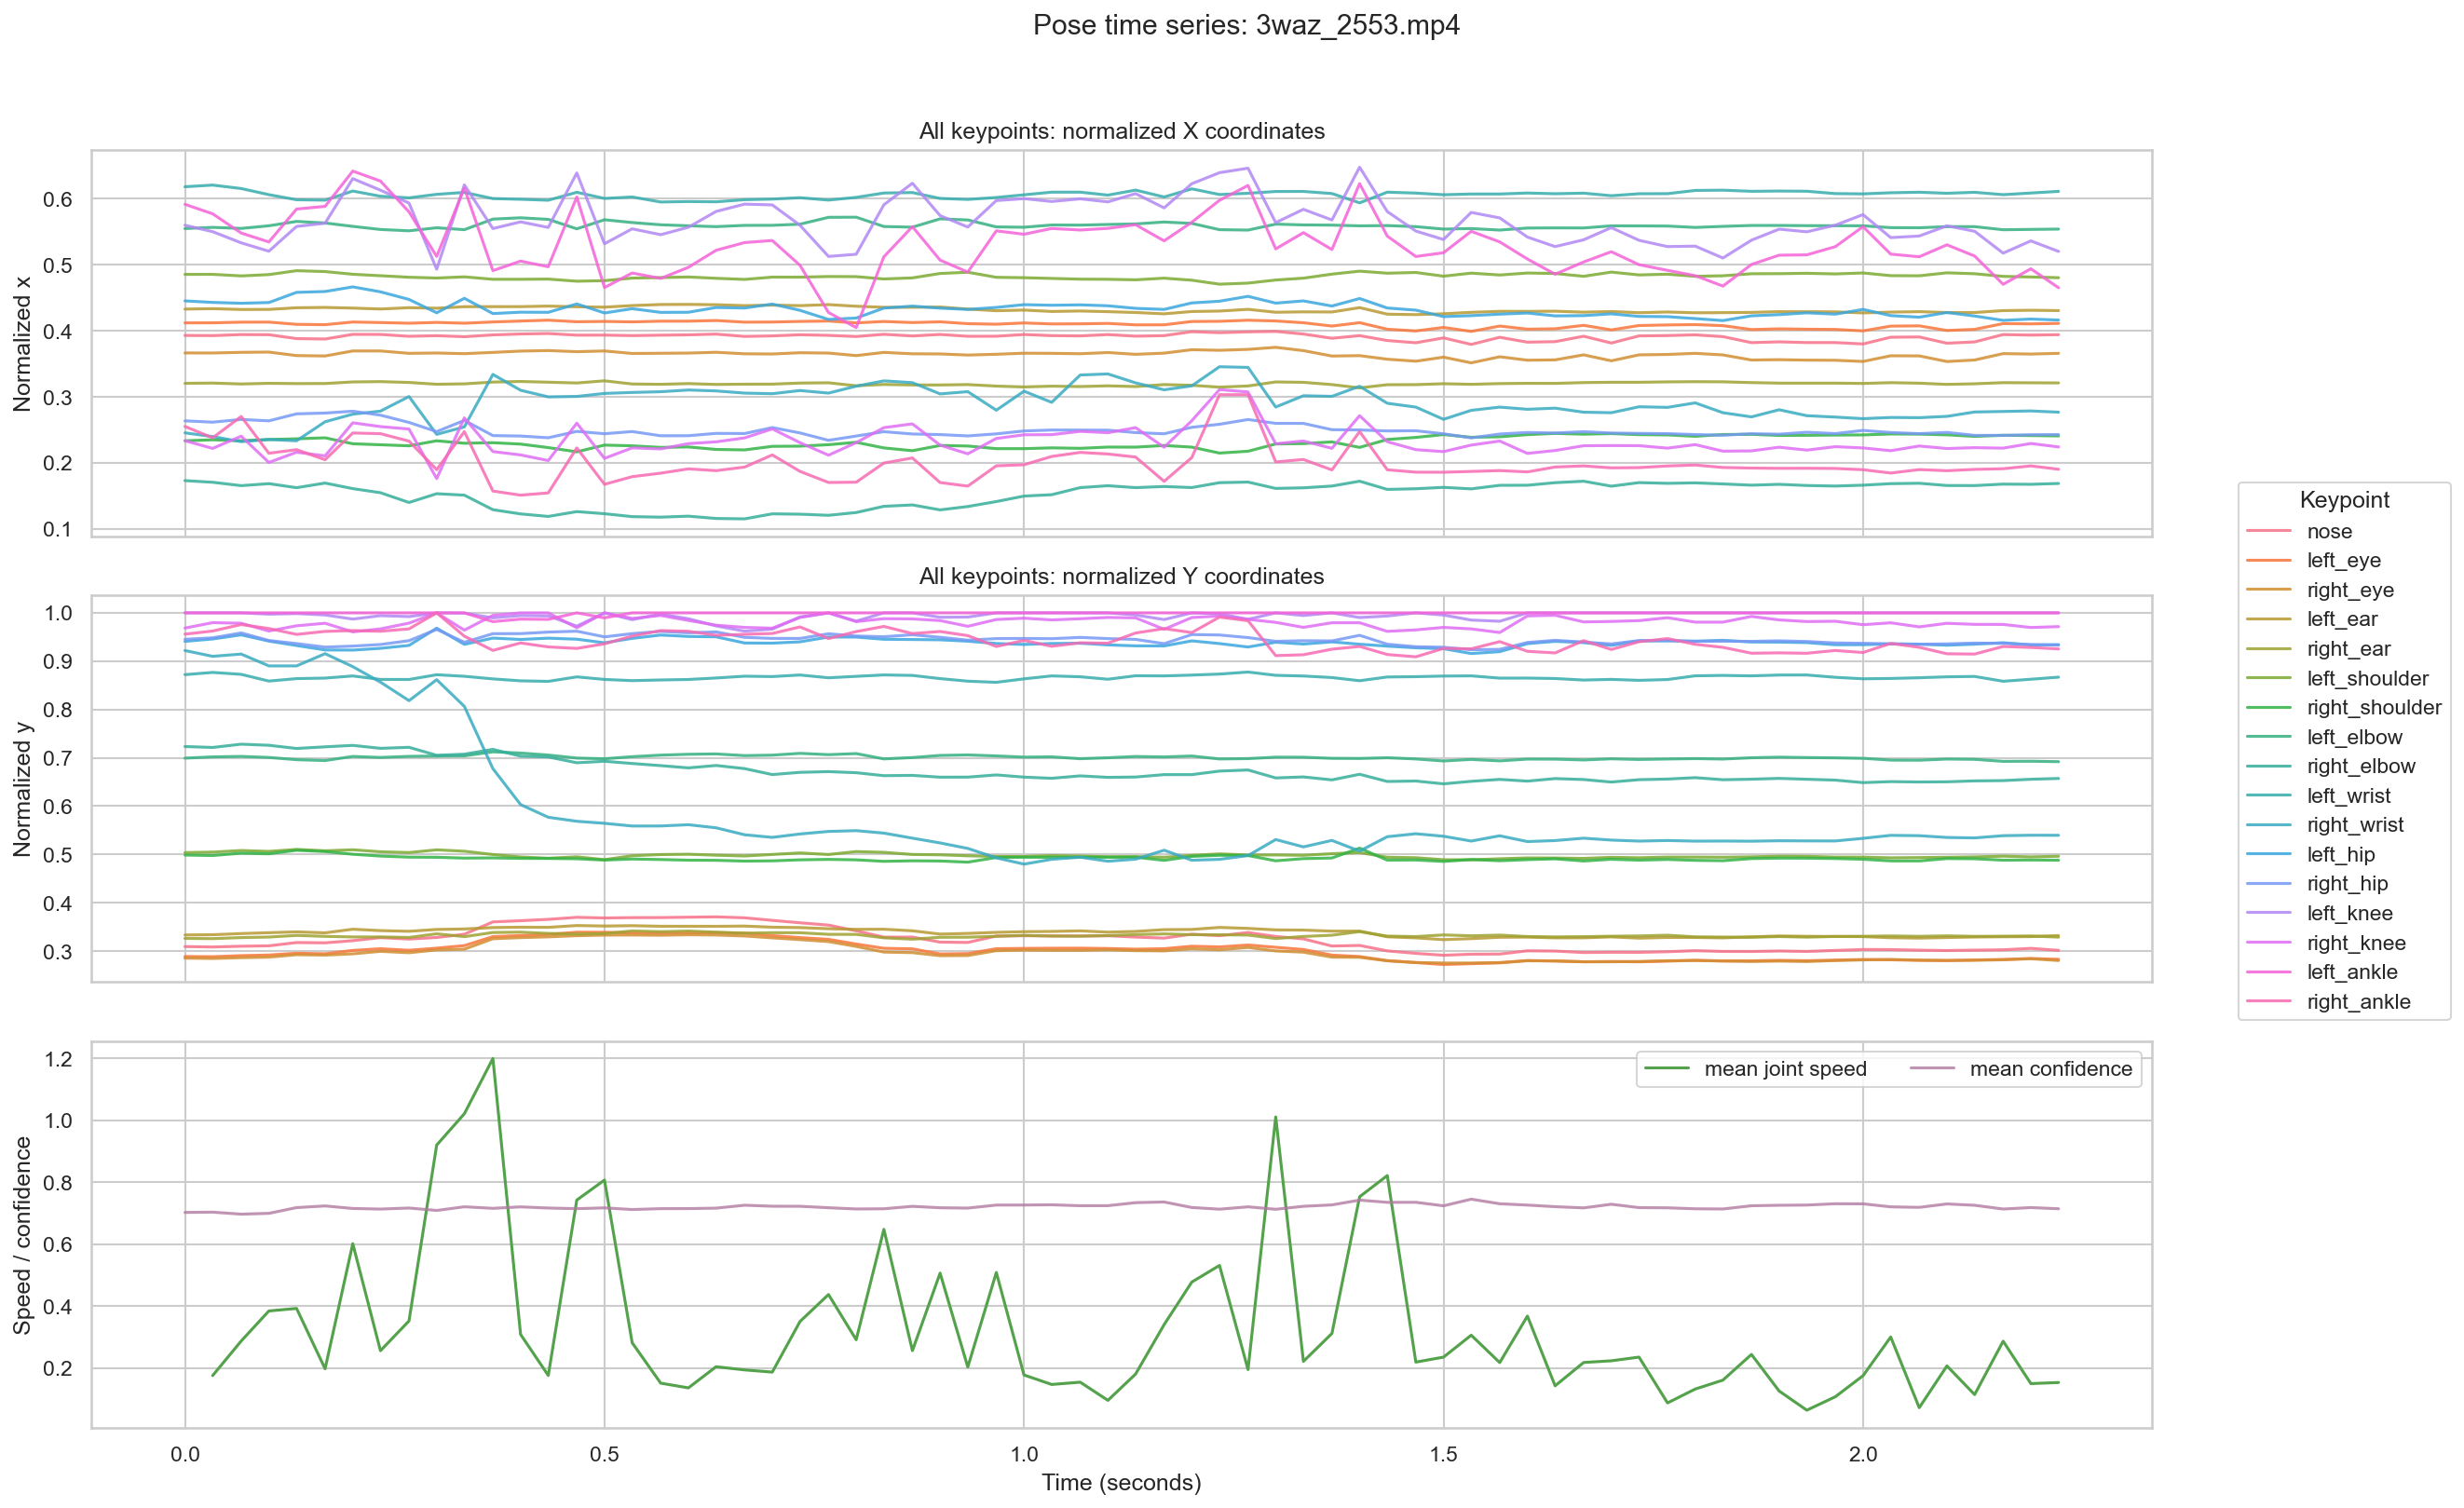 Pose time series: 3waz_2553.mp4
All keypoints: normalized X coordinates
Normalized x
0.6
0.5
0.4
0.3
0.2
0.1
All keypoints: normalized Y coordinates
Normalized y
1.0
0.9
0.8
0.7
0.6
0.5
0.4
0.3
Keypoint
nose
left_eye
right_eye
left_ear
right_ear
left_shoulder
right_shoulder
left_elbow
right_elbow
left_wrist
right_wrist
left_hip
right_hip
left_knee
right_knee
left_ankle
right_ankle
Speed / confidence
1.2
1.0
0.8
0.6
0.4
0.2
mean joint speed mean confidence
0.0 0.5 1.0 1.5 2.0
Time (seconds)